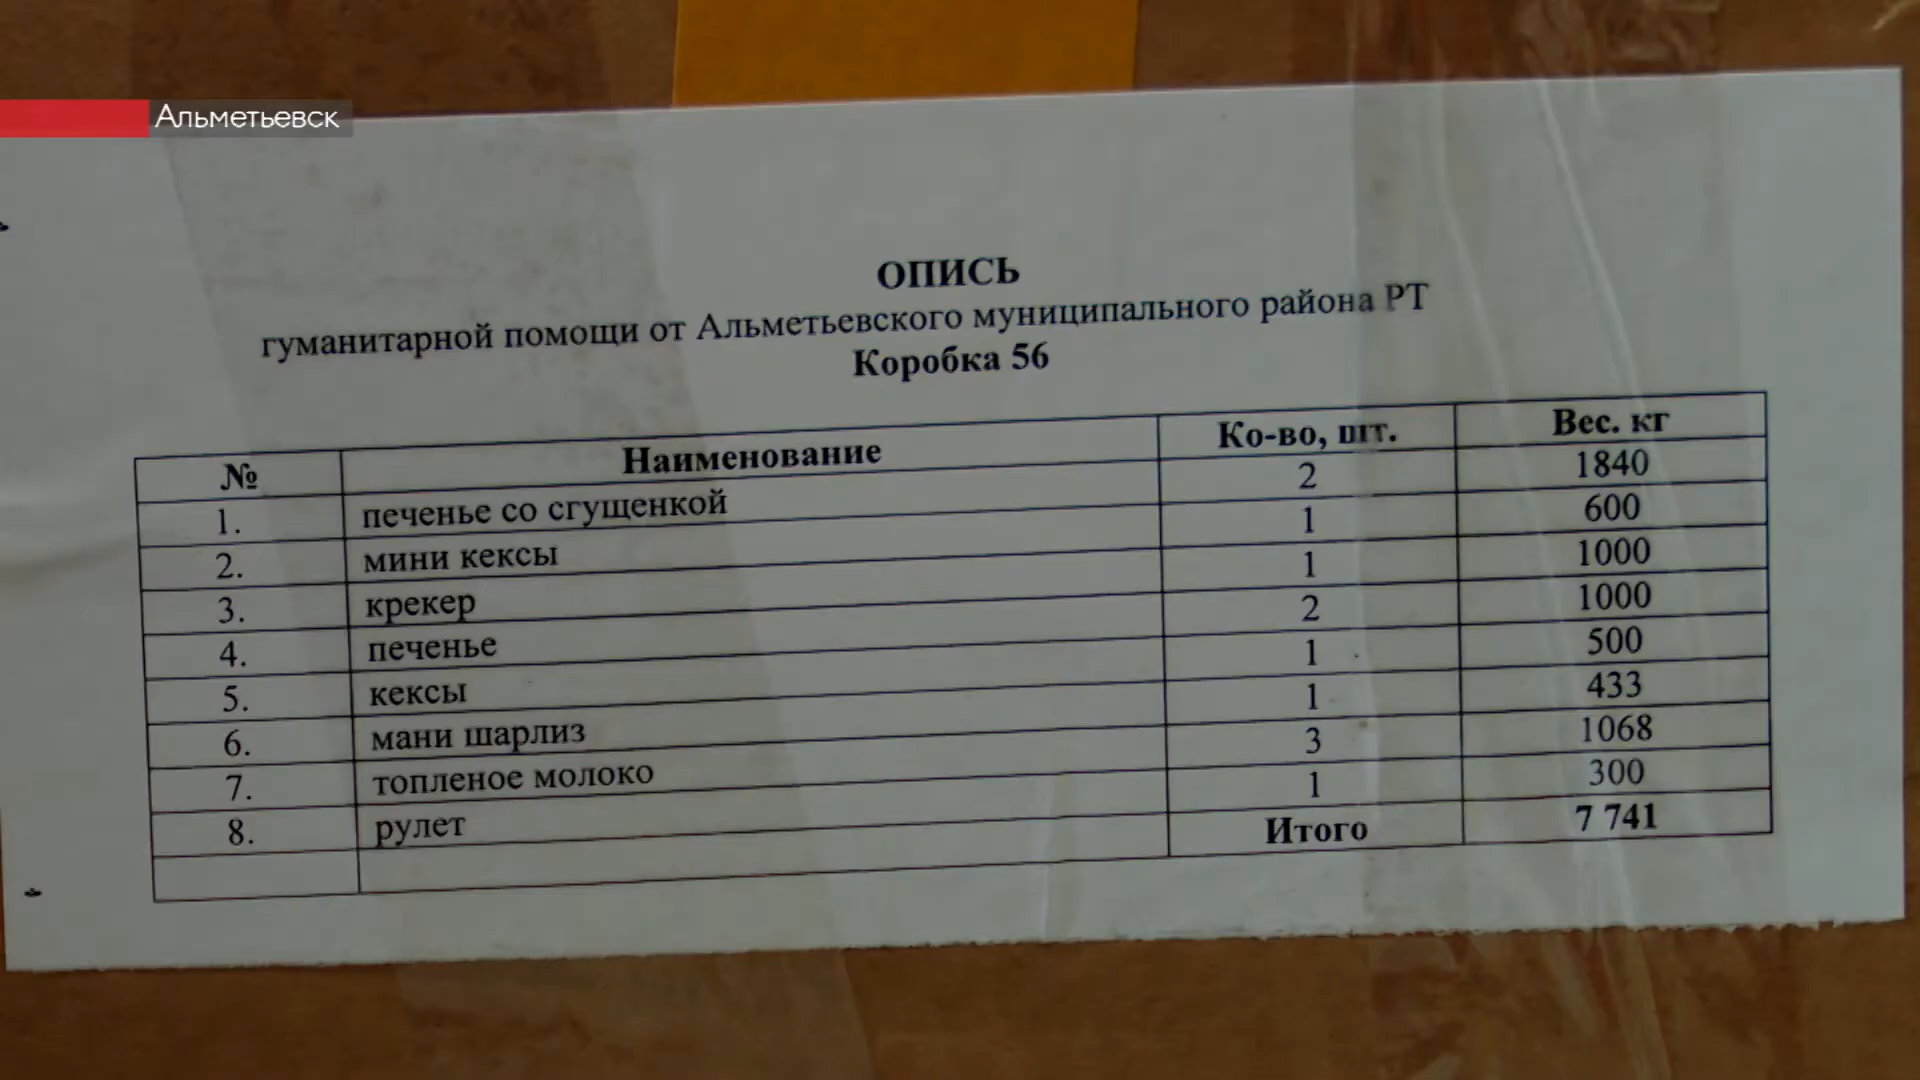 Альметьевск
ОПИСЬ
гуманитарной помощи от Альметьевского муниципального района РТ
Коробка 56
№ Наименование Ко-во, шт. Вес. кг
1. печенье со сгущенкой 2 1840
2. мини кексы 1 600
3. крекер 1 1000
4. печенье 2 1000
5. кексы 1 500
6. мани шарлиз 1 433
7. топленое молоко 3 1068
8. рулет 1 300
Итого 7 741